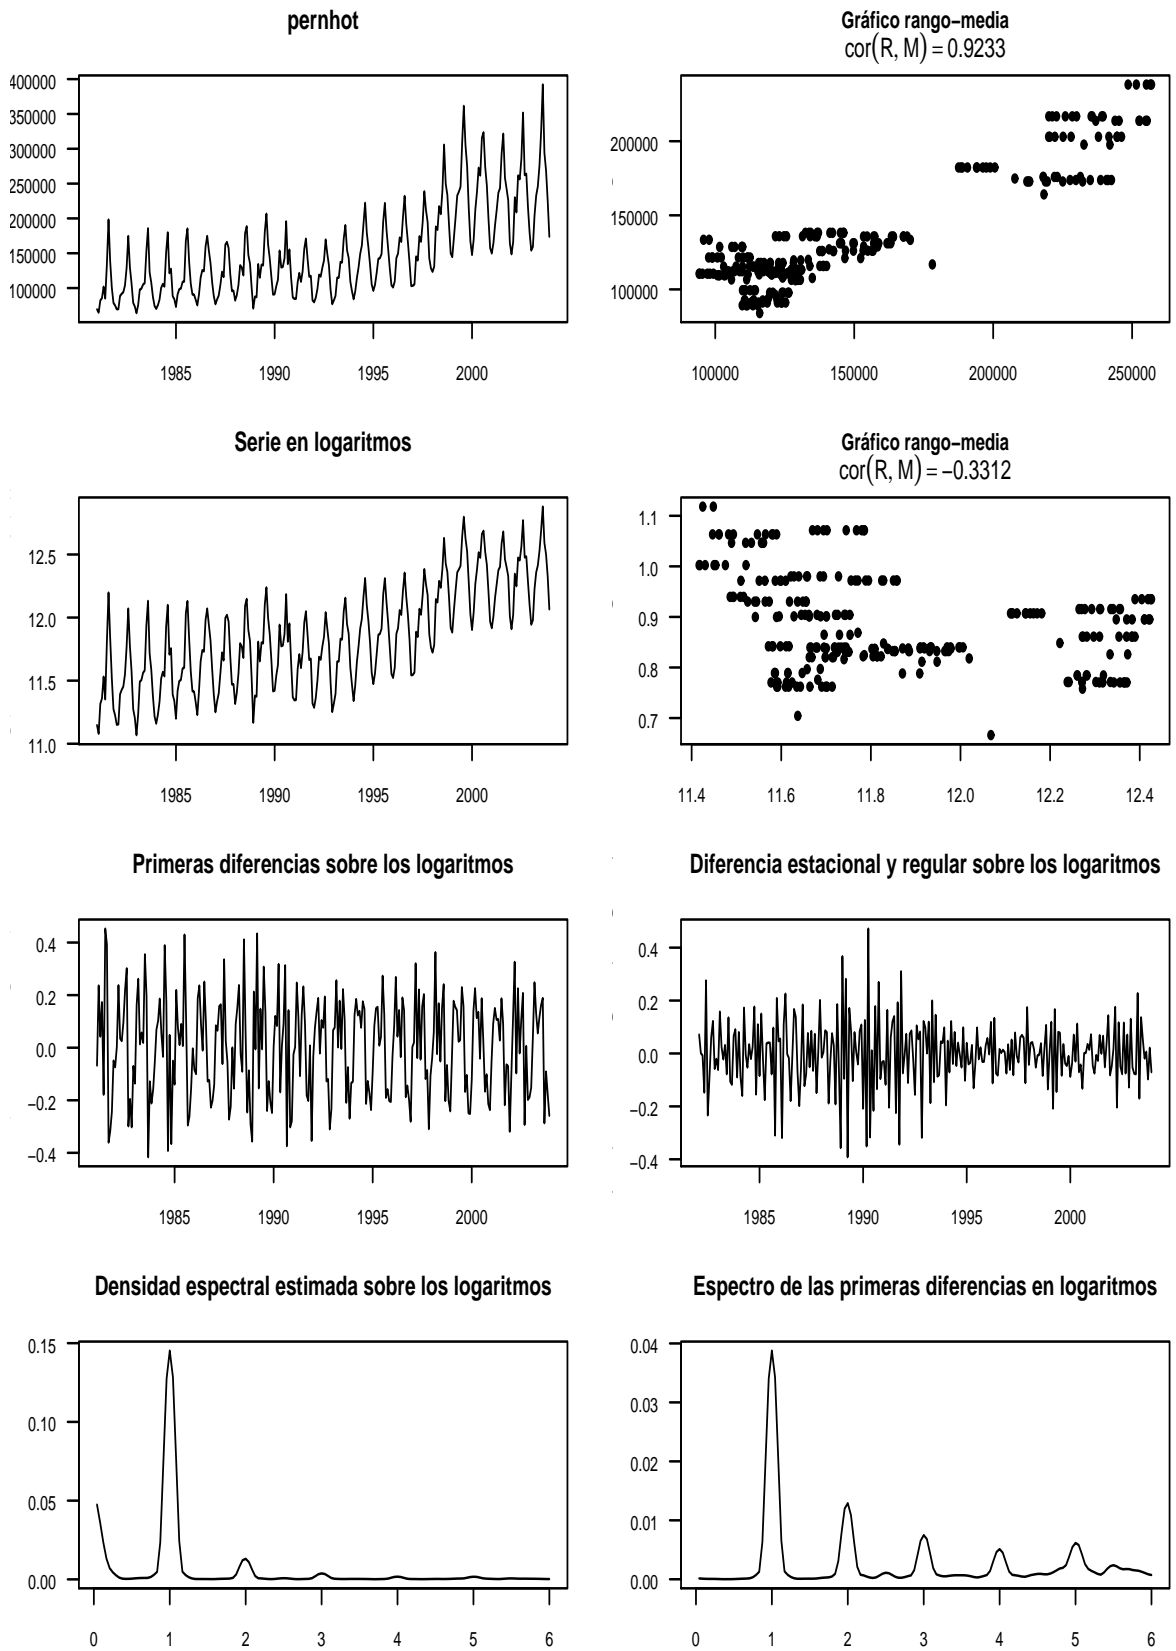 pernhot
400000
350000
300000
250000
200000
150000
100000
1985 1990 1995 2000
Gráfico rango−media
cor(R, M) = 0.9233
200000
150000
100000
100000 150000 200000 250000
Serie en logaritmos
12.5
12.0
11.5
11.0
1985 1990 1995 2000
Gráfico rango−media
cor(R, M) = −0.3312
1.1
1.0
0.9
0.8
0.7
11.4 11.6 11.8 12.0 12.2 12.4
Primeras diferencias sobre los logaritmos
0.4
0.2
0.0
−0.2
−0.4
1985 1990 1995 2000
Diferencia estacional y regular sobre los logaritmos
0.4
0.2
0.0
−0.2
−0.4
1985 1990 1995 2000
Densidad espectral estimada sobre los logaritmos
0.15
0.10
0.05
0.00
0 1 2 3 4 5 6
Espectro de las primeras diferencias en logaritmos
0.04
0.03
0.02
0.01
0.00
0 1 2 3 4 5 6